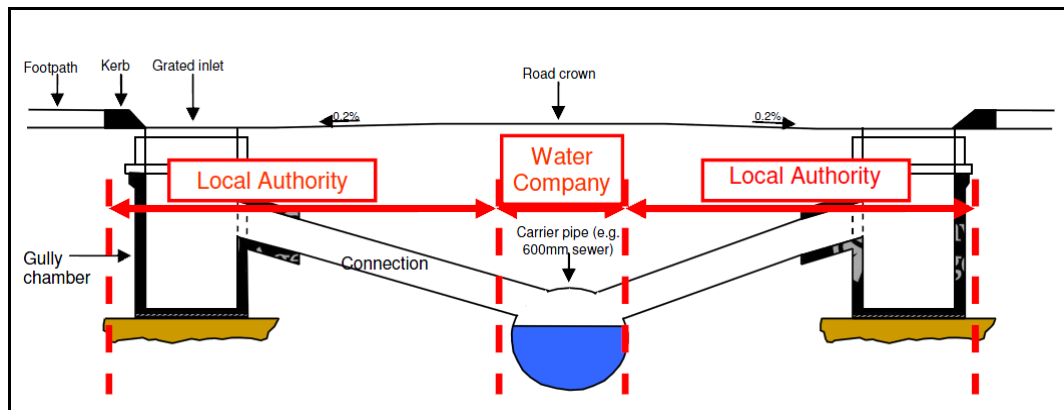 Footpath
Kerb
Grated inlet
Road crown
0.2%
0.2%
Local Authority
Water
Company
Local Authority
Carrier pipe (e.g.
600mm sewer)
Gully
chamber
Connection